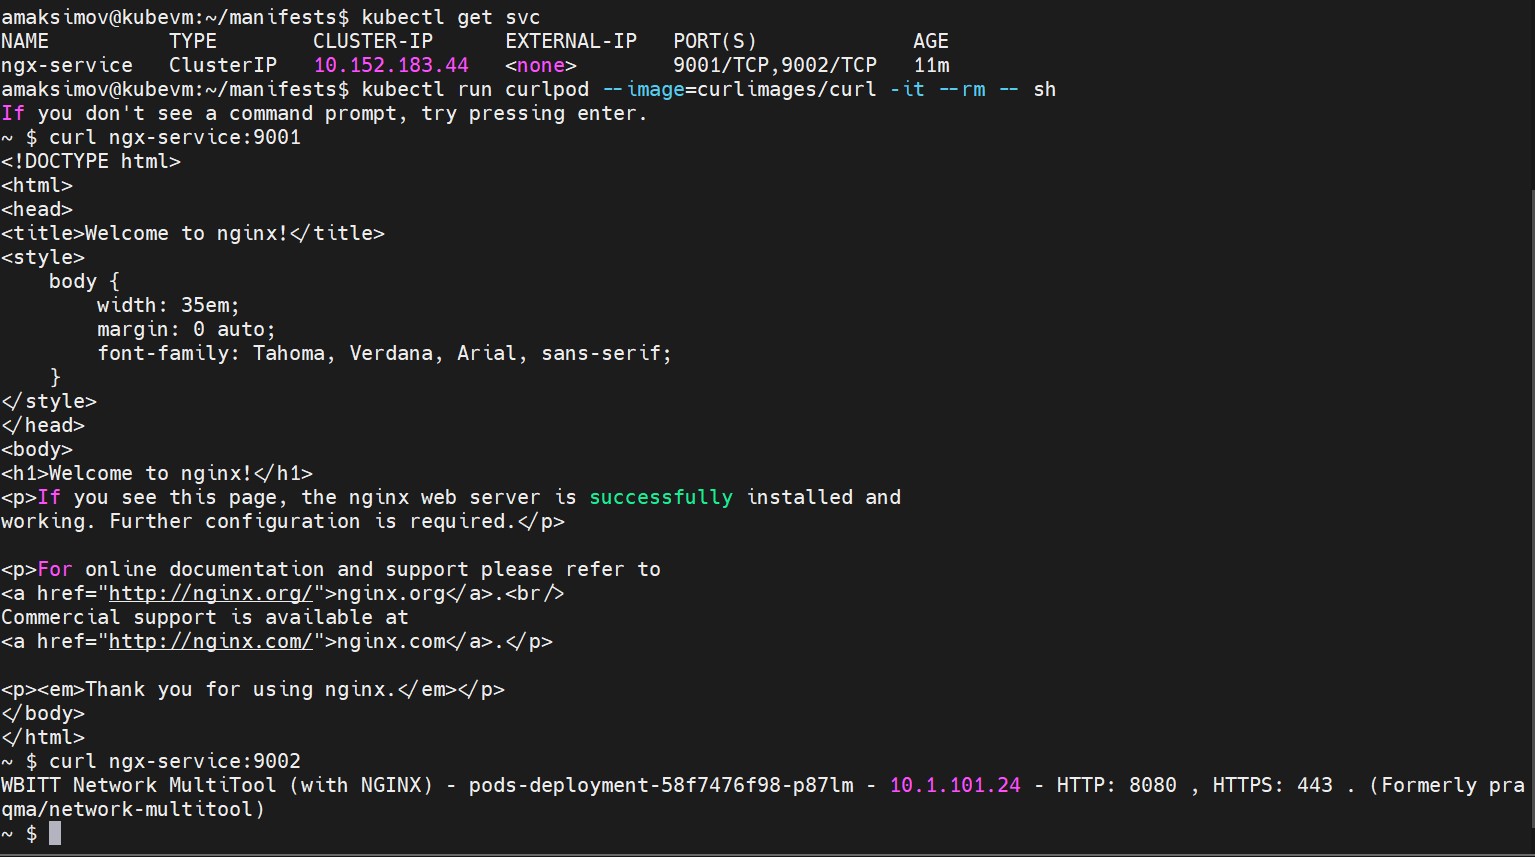 amaksimov@kubevm:~/manifests$ kubectl get svc
NAME          TYPE        CLUSTER-IP      EXTERNAL-IP   PORT(S)             AGE
ngx-service   ClusterIP   10.152.183.44   <none>        9001/TCP,9002/TCP   11m
amaksimov@kubevm:~/manifests$ kubectl run curlpod --image=curlimages/curl -it --rm -- sh
If you don't see a command prompt, try pressing enter.
~ $ curl ngx-service:9001
<!DOCTYPE html>
<html>
<head>
<title>Welcome to nginx!</title>
<style>
    body {
        width: 35em;
        margin: 0 auto;
        font-family: Tahoma, Verdana, Arial, sans-serif;
    }
</style>
</head>
<body>
<h1>Welcome to nginx!</h1>
<p>If you see this page, the nginx web server is successfully installed and
working. Further configuration is required.</p>

<p>For online documentation and support please refer to
<a href="http://nginx.org/">nginx.org</a>.<br/>
Commercial support is available at
<a href="http://nginx.com/">nginx.com</a>.</p>

<p><em>Thank you for using nginx.</em></p>
</body>
</html>
~ $ curl ngx-service:9002
WBITT Network MultiTool (with NGINX) - pods-deployment-58f7476f98-p87lm - 10.1.101.24 - HTTP: 8080 , HTTPS: 443 . (Formerly pra
qma/network-multitool)
~ $